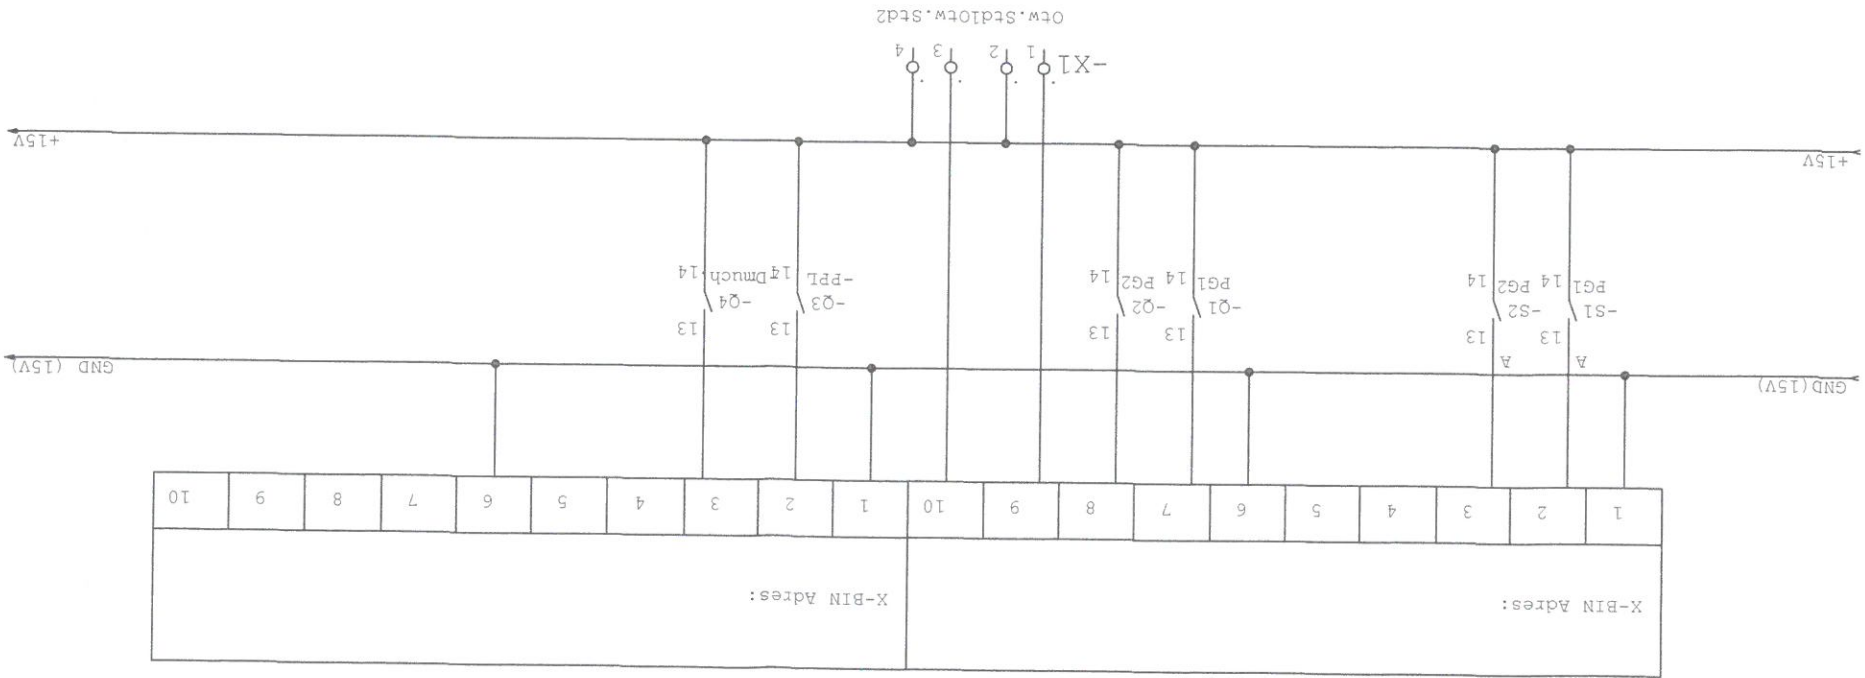 X-BIN Adres: X-BIN Adres:
1 2 3 4 5 6 7 8 9 10 1 2 3 4 5 6 7 8 9 10
GND(15V) GND (15V)
A A
13 13 13 13 13 13
-S1 -S2 -Q1 -Q2 -Q3 -Q4
PG1 14 PG2 14 PG1 14 PG2 14 -PPL 14 Dmuch. 14
+15V +15V
-X1 1 2 3 4
Otw.Std1Otw.Std2